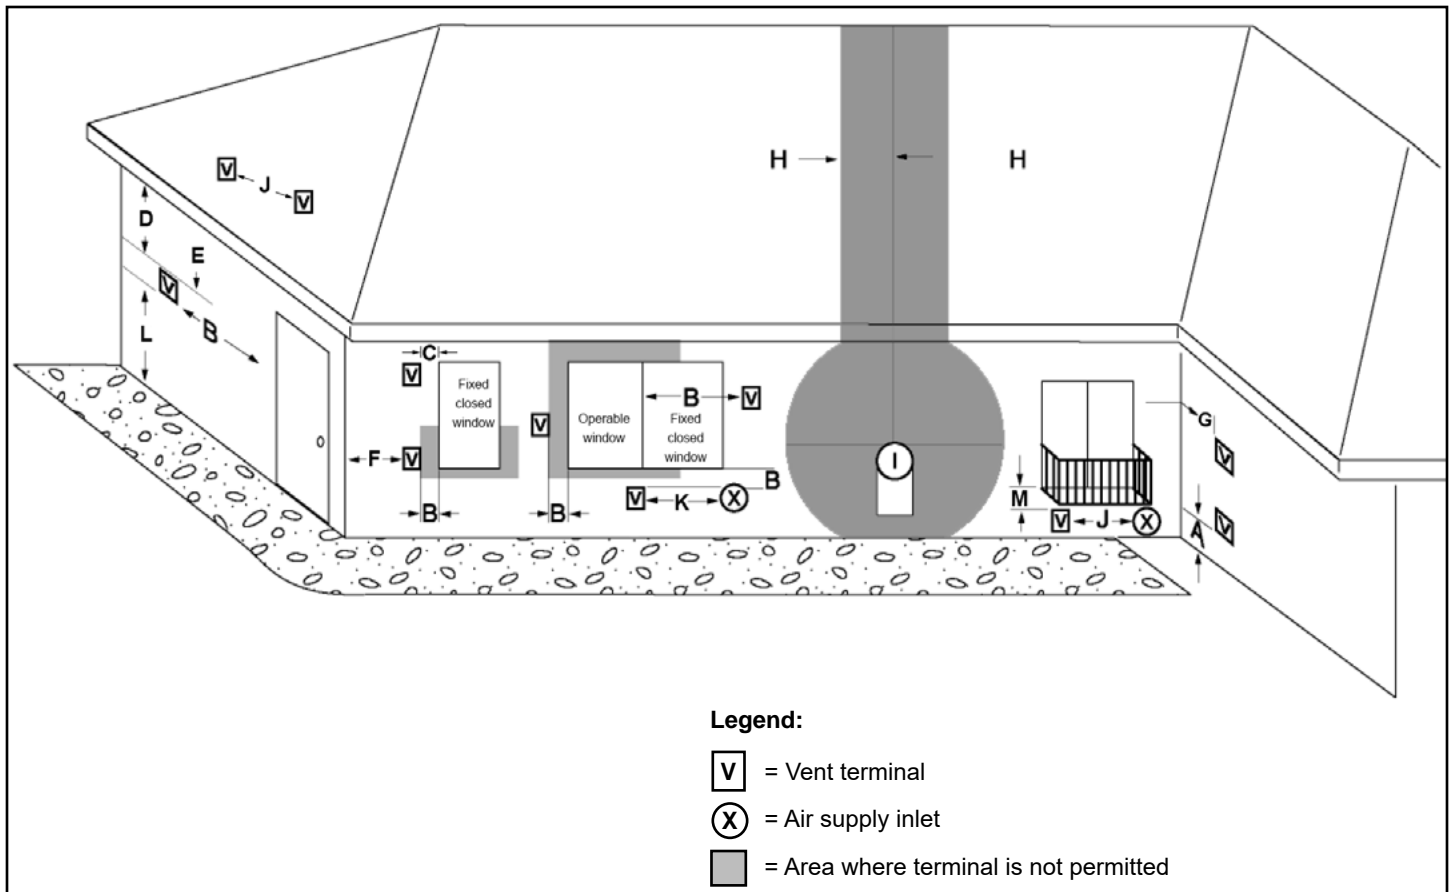 H H
V J V
D
E
V
B
L
C
V
Fixed
closed
window
F V
B
V
B
Operable
window
B V
Fixed
closed
window
B
V K X
I
M
V J X
G
V
A
V
Legend:
V = Vent terminal
X = Air supply inlet
= Area where terminal is not permitted